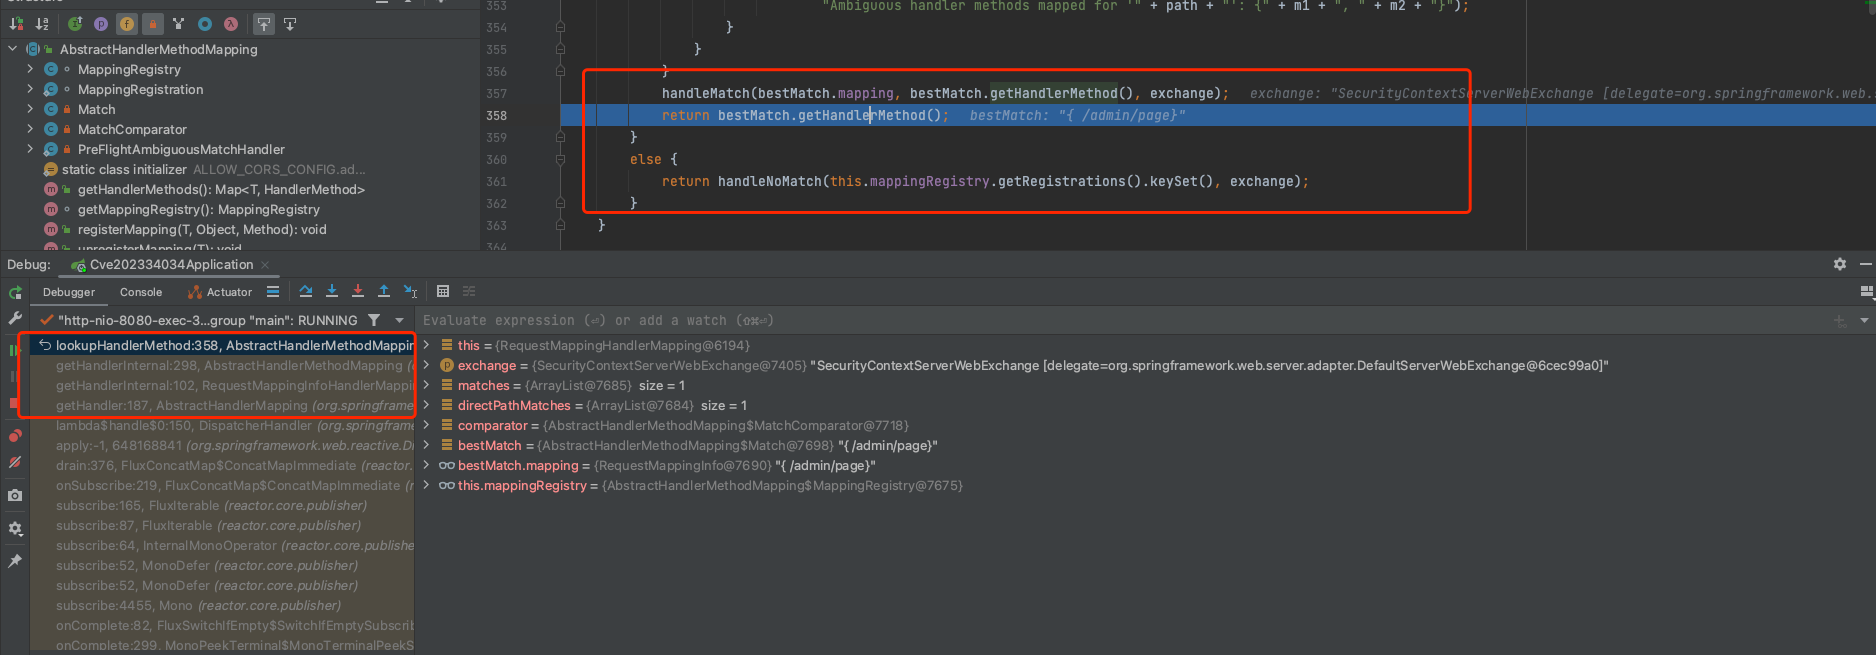 353 "Ambiguous handler methods mapped for '" + path + "': {" + m1 + ", " + m2 + "}");
354 }
355 }
356 }
357 handleMatch(bestMatch.mapping, bestMatch.getHandlerMethod(), exchange); exchange: "SecurityContextServerWebExchange [delegate=org.springframework.web.s
358 return bestMatch.getHandlerMethod(); bestMatch: "{ /admin/page}"
359 }
360 else {
361 return handleNoMatch(this.mappingRegistry.getRegistrations().keySet(), exchange);
362 }
363 }
364
AbstractHandlerMethodMapping
MappingRegistry
MappingRegistration
Match
MatchComparator
PreFlightAmbiguousMatchHandler
static class initializer ALLOW_CORS_CONFIG.ad...
getHandlerMethods(): Map<T, HandlerMethod>
getMappingRegistry(): MappingRegistry
registerMapping(T, Object, Method): void
unregisterMapping(T): void
Debug: Cve202334034Application
Debugger Console Actuator
"http-nio-8080-exec-3...group "main": RUNNING
Evaluate expression (⏎) or add a watch (⇧⌘⏎)
lookupHandlerMethod:358, AbstractHandlerMethodMappin
getHandlerInternal:298, AbstractHandlerMethodMapping (o
getHandlerInternal:102, RequestMappingInfoHandlerMappi
getHandler:187, AbstractHandlerMapping (org.springframe
lambda$handle$0:150, DispatcherHandler (org.springfram
apply:-1, 648168841 (org.springframework.web.reactive.Di
drain:376, FluxConcatMap$ConcatMapImmediate (reactor.
onSubscribe:219, FluxConcatMap$ConcatMapImmediate (r
subscribe:165, FluxIterable (reactor.core.publisher)
subscribe:87, FluxIterable (reactor.core.publisher)
subscribe:64, InternalMonoOperator (reactor.core.publishe
subscribe:52, MonoDefer (reactor.core.publisher)
subscribe:52, MonoDefer (reactor.core.publisher)
subscribe:4455, Mono (reactor.core.publisher)
onComplete:82, FluxSwitchIfEmpty$SwitchIfEmptySubscrib
onComplete:299, MonoPeekTerminal$MonoTerminalPeekS
this = {RequestMappingHandlerMapping@6194}
exchange = {SecurityContextServerWebExchange@7405} "SecurityContextServerWebExchange [delegate=org.springframework.web.server.adapter.DefaultServerWebExchange@6cec99a0]"
matches = {ArrayList@7685} size = 1
directPathMatches = {ArrayList@7684} size = 1
comparator = {AbstractHandlerMethodMapping$MatchComparator@7718}
bestMatch = {AbstractHandlerMethodMapping$Match@7698} "{ /admin/page}"
bestMatch.mapping = {RequestMappingInfo@7690} "{ /admin/page}"
this.mappingRegistry = {AbstractHandlerMethodMapping$MappingRegistry@7675}